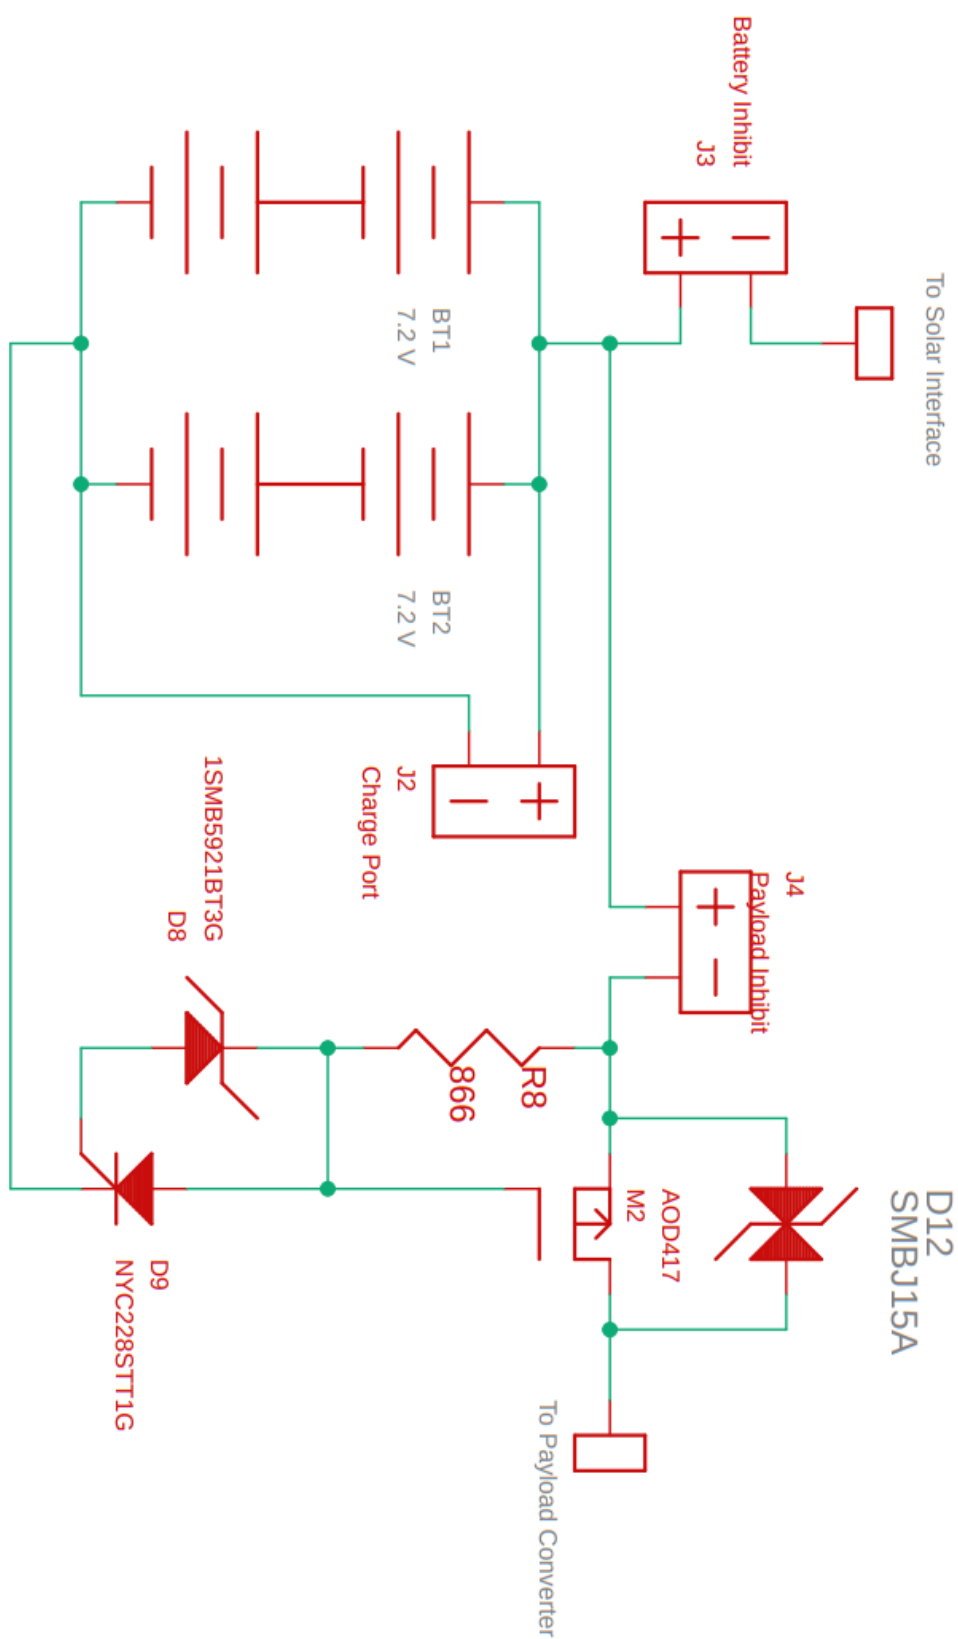 Battery Inhibit
J3
To Solar Interface
BT1
7.2 V
BT2
7.2 V
J2
Charge Port
J4
Payload Inhibit
1SMB5921BT3G
D8
R8
866
AOD417
M2
D12
SMBJ15A
D9
NYC228STT1G
To Payload Converter